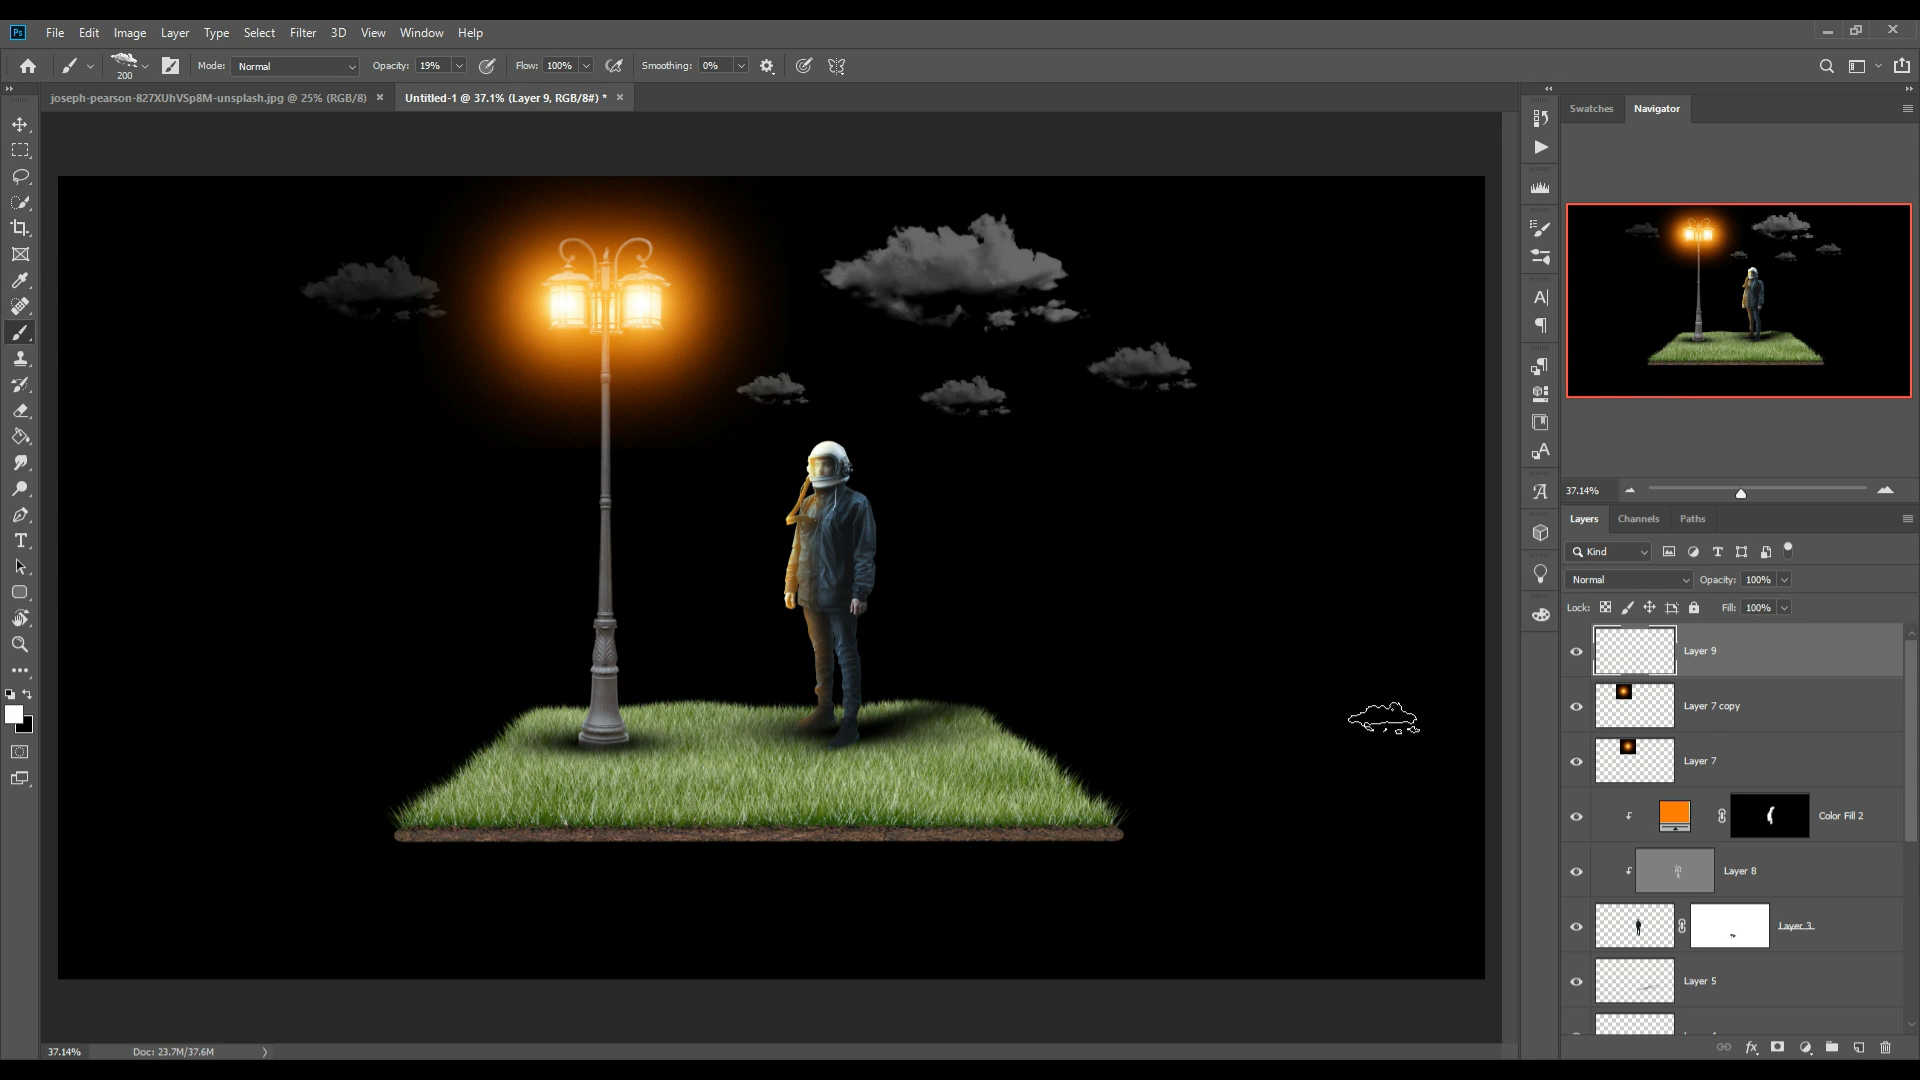 Ps File Edit Image Layer Type Select Filter 3D View Window Help
200 Mode: Normal Opacity: 19% Flow: 100% Smoothing: 0%
joseph-pearson-827XUhVSp8M-unsplash.jpg @ 25% (RGB/8) × Untitled-1 @ 37.1% (Layer 9, RGB/8#) * ×
Swatches Navigator
37.14%
Layers Channels Paths
Kind
Normal Opacity: 100%
Lock: Fill: 100%
Layer 9
Layer 7 copy
Layer 7
Color Fill 2
Layer 8
Layer 3
Layer 5
37.14% Doc: 23.7M/37.6M